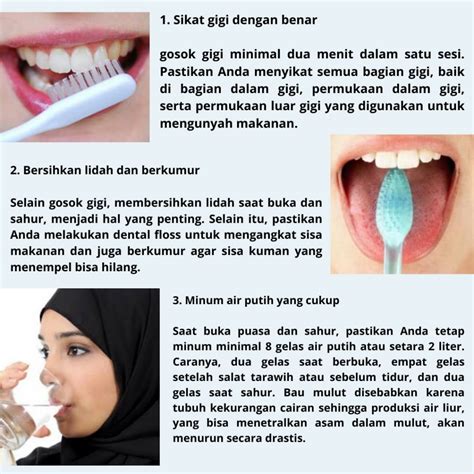 1. Sikat gigi dengan benar
gosok gigi minimal dua menit dalam satu sesi.
Pastikan Anda menyikat semua bagian gigi, baik
di bagian dalam gigi, permukaan dalam gigi,
serta permukaan luar gigi yang digunakan untuk
mengunyah makanan.
2. Bersihkan lidah dan berkumur
Selain gosok gigi, membersihkan lidah saat buka dan
sahur, menjadi hal yang penting. Selain itu, pastikan
Anda melakukan dental floss untuk mengangkat sisa
makanan dan juga berkumur agar sisa kuman yang
menempel bisa hilang.
3. Minum air putih yang cukup
Saat buka puasa dan sahur, pastikan Anda tetap
minum minimal 8 gelas air putih atau setara 2 liter.
Caranya, dua gelas saat berbuka, empat gelas
setelah salat tarawih atau sebelum tidur, dan dua
gelas saat sahur. Bau mulut disebabkan karena
tubuh kekurangan cairan sehingga produksi air liur,
yang bisa menetralkan asam dalam mulut, akan
menurun secara drastis.